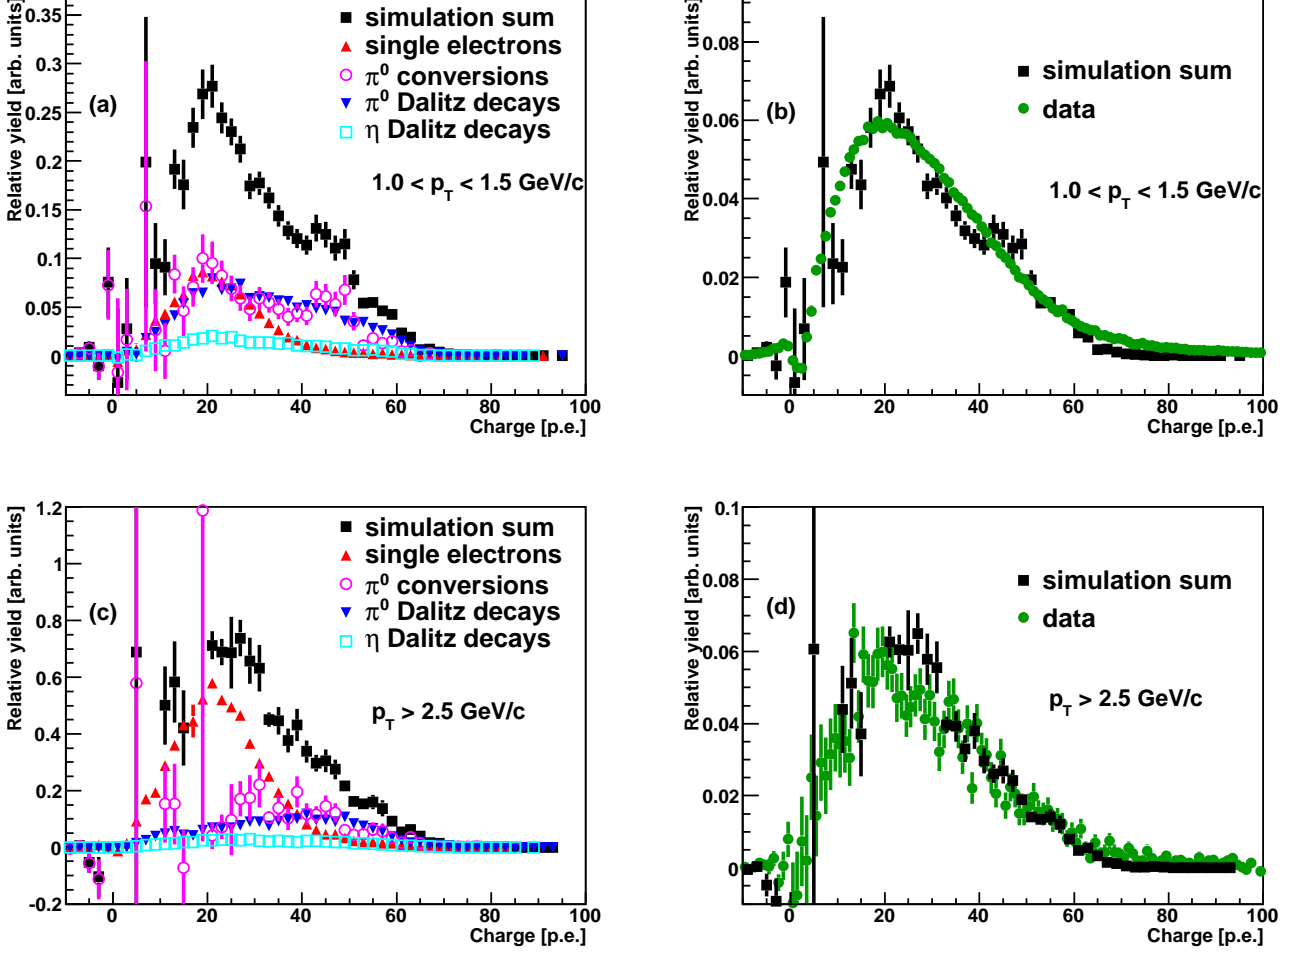 Relative yield [arb. units]
0.35
0.3
0.25
0.2
0.15
0.1
0.05
0
(a)
simulation sum
single electrons
π⁰ conversions
π⁰ Dalitz decays
η Dalitz decays
1.0 < p_T < 1.5 GeV/c
0 20 40 60 80 100
Charge [p.e.]
Relative yield [arb. units]
0.08
0.06
0.04
0.02
0
(b)
simulation sum
data
1.0 < p_T < 1.5 GeV/c
0 20 40 60 80 100
Charge [p.e.]
Relative yield [arb. units]
1.2
1
0.8
0.6
0.4
0.2
0
-0.2
(c)
simulation sum
single electrons
π⁰ conversions
π⁰ Dalitz decays
η Dalitz decays
p_T > 2.5 GeV/c
0 20 40 60 80 100
Charge [p.e.]
Relative yield [arb. units]
0.1
0.08
0.06
0.04
0.02
0
(d)
simulation sum
data
p_T > 2.5 GeV/c
0 20 40 60 80 100
Charge [p.e.]